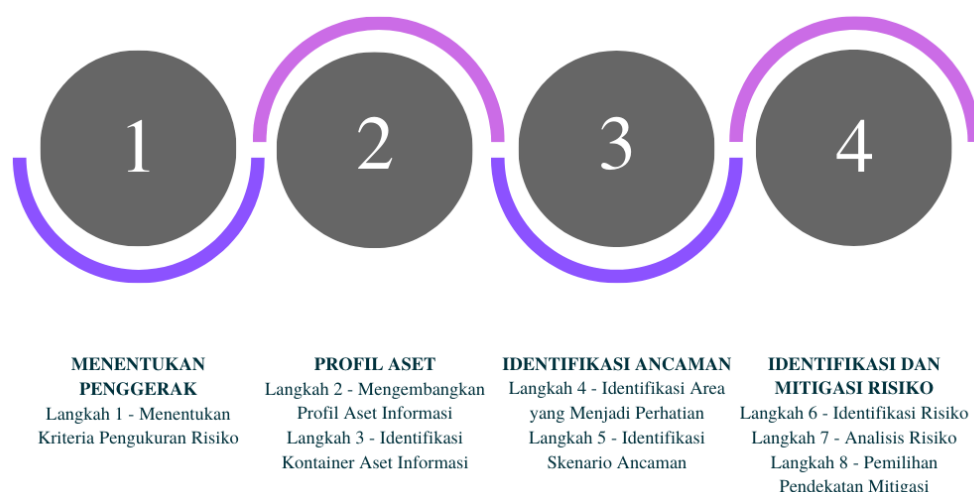 1
2
3
4
MENENTUKAN
PENGGERAK
Langkah 1 - Menentukan
Kriteria Pengukuran Risiko
PROFIL ASET
Langkah 2 - Mengembangkan
Profil Aset Informasi
Langkah 3 - Identifikasi
Kontainer Aset Informasi
IDENTIFIKASI ANCAMAN
Langkah 4 - Identifikasi Area
yang Menjadi Perhatian
Langkah 5 - Identifikasi
Skenario Ancaman
IDENTIFIKASI DAN
MITIGASI RISIKO
Langkah 6 - Identifikasi Risiko
Langkah 7 - Analisis Risiko
Langkah 8 - Pemilihan
Pendekatan Mitigasi